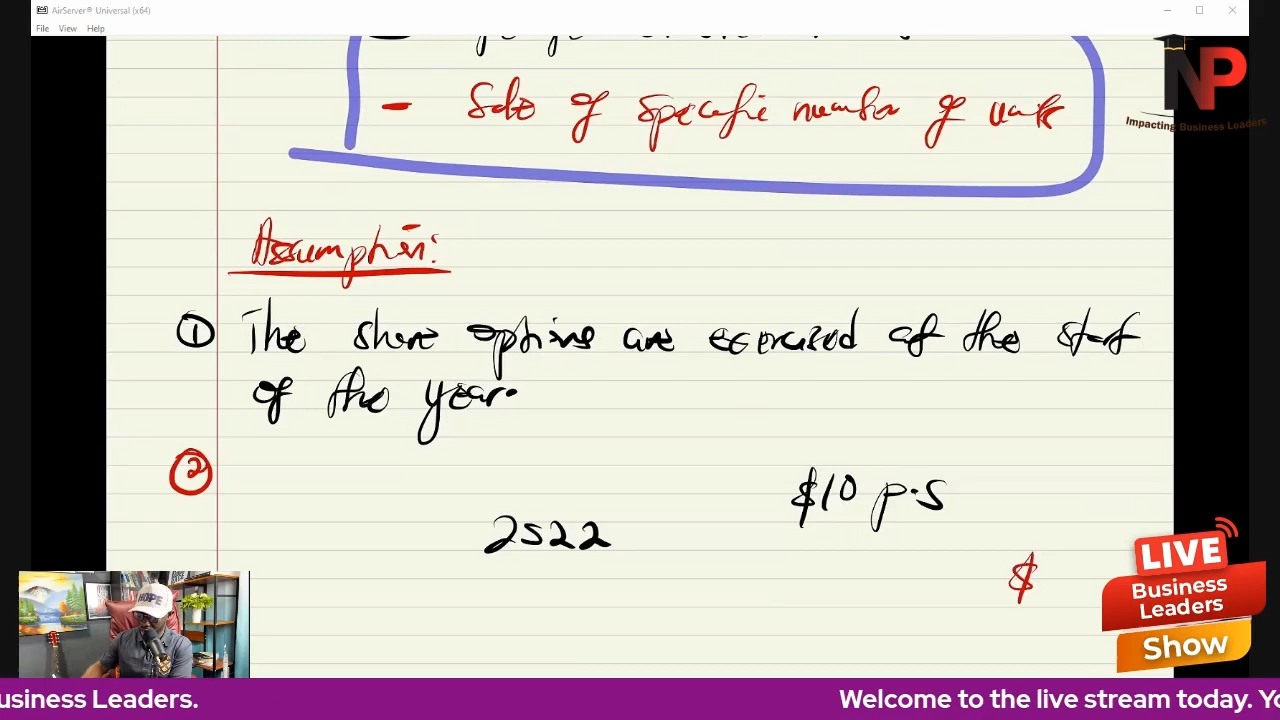 AirServer® Universal (x64)
File View Help
NP
- Sale of specific number of units
Impacting Business Leaders
Assumption:
① The share options are exercised at the start
of the year.
②
$10 p.s
2522
$
LIVE
Business
Leaders
Show
HOPE
usiness Leaders.
Welcome to the live stream today. Yo